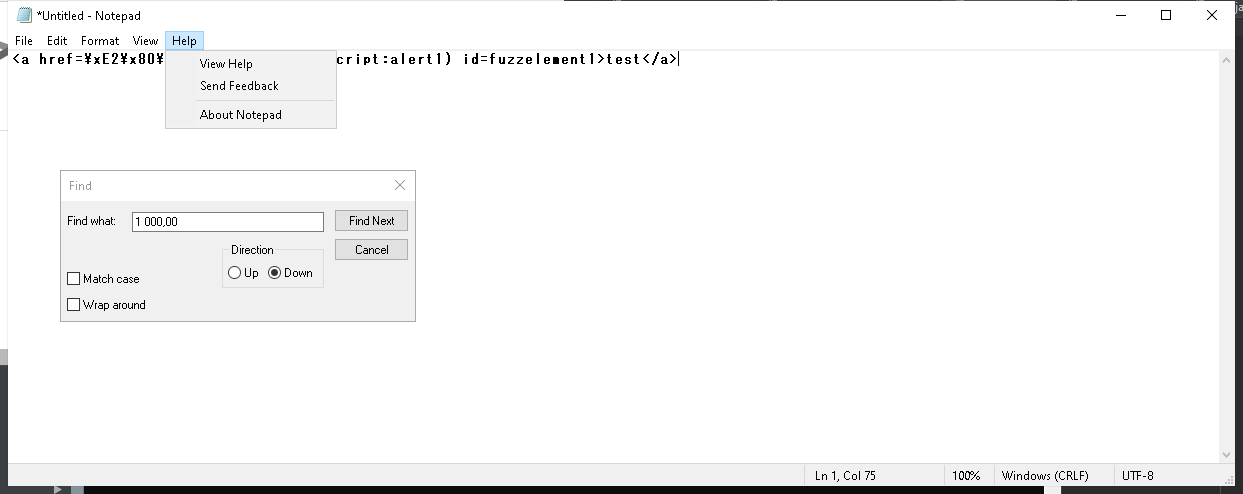 *Untitled - Notepad
File Edit Format View Help
<a href=¥xE2¥x80¥ cript:alert1) id=fuzzelement1>test</a>
View Help
Send Feedback
About Notepad
Find
Find what: 1 000,00 Find Next
Direction Cancel
Up Down
Match case
Wrap around
Ln 1, Col 75 100% Windows (CRLF) UTF-8